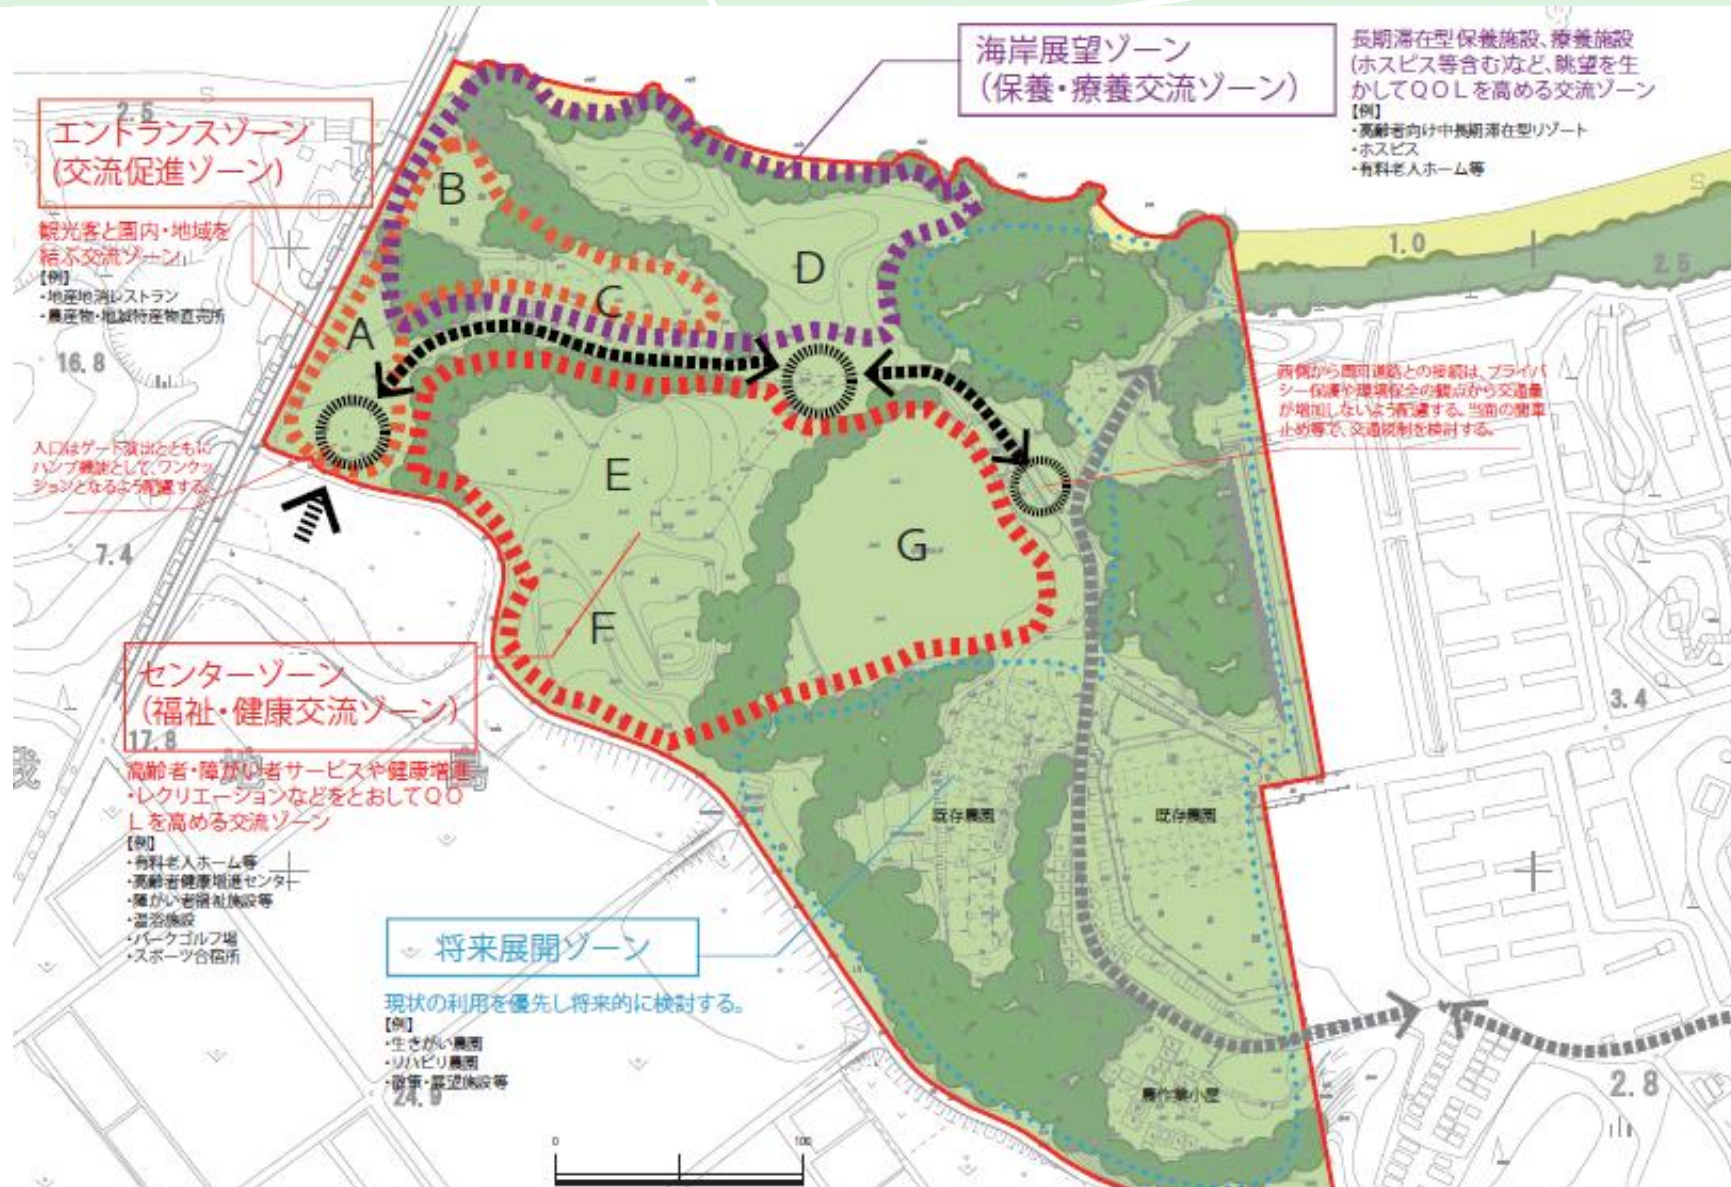 エントランスゾーン
(交流促進ゾーン)
観光客と園内・地域を
結ぶ交流ゾーン
【例】
・地産地消レストラン
・農産物・地域特産物直売所
入口はゲート演出とともに
ハンプ機能として、ワンクッ
ションとなるよう配慮する。
海岸展望ゾーン
(保養・療養交流ゾーン)
長期滞在型保養施設、療養施設
(ホスピス等含む)など、眺望を生
かしてQOLを高める交流ゾーン
【例】
・高齢者向け中長期滞在型リゾート
・ホスピス
・有料老人ホーム等
西側から周回道路との接続は、プライバ
シー保護や環境保全の観点から交通量
が増加しないよう配慮する。当面の間車
止め等で、交通規制を検討する。
センターゾーン
(福祉・健康交流ゾーン)
高齢者・障がい者サービスや健康増進
・レクリエーションなどをとおしてQO
Lを高める交流ゾーン
【例】
・有料老人ホーム等
・高齢者健康増進センター
・障がい者福祉施設等
・温浴施設
・パークゴルフ場
・スポーツ合宿所
将来展開ゾーン
現状の利用を優先し将来的に検討する。
【例】
・生きがい農園
・リハビリ農園
・散策・展望施設等
A
B
C
D
E
F
G
既存農園
既存農園
農作業小屋
2.5
16.8
7.4
17.8
24.9
1.0
2.5
3.4
2.8
0
100